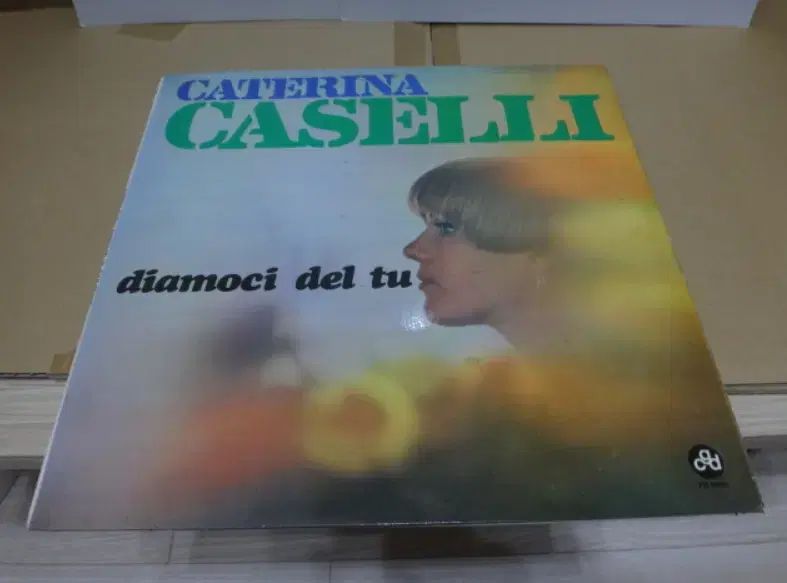 CATERINA
CASELLI
diamoci del tu